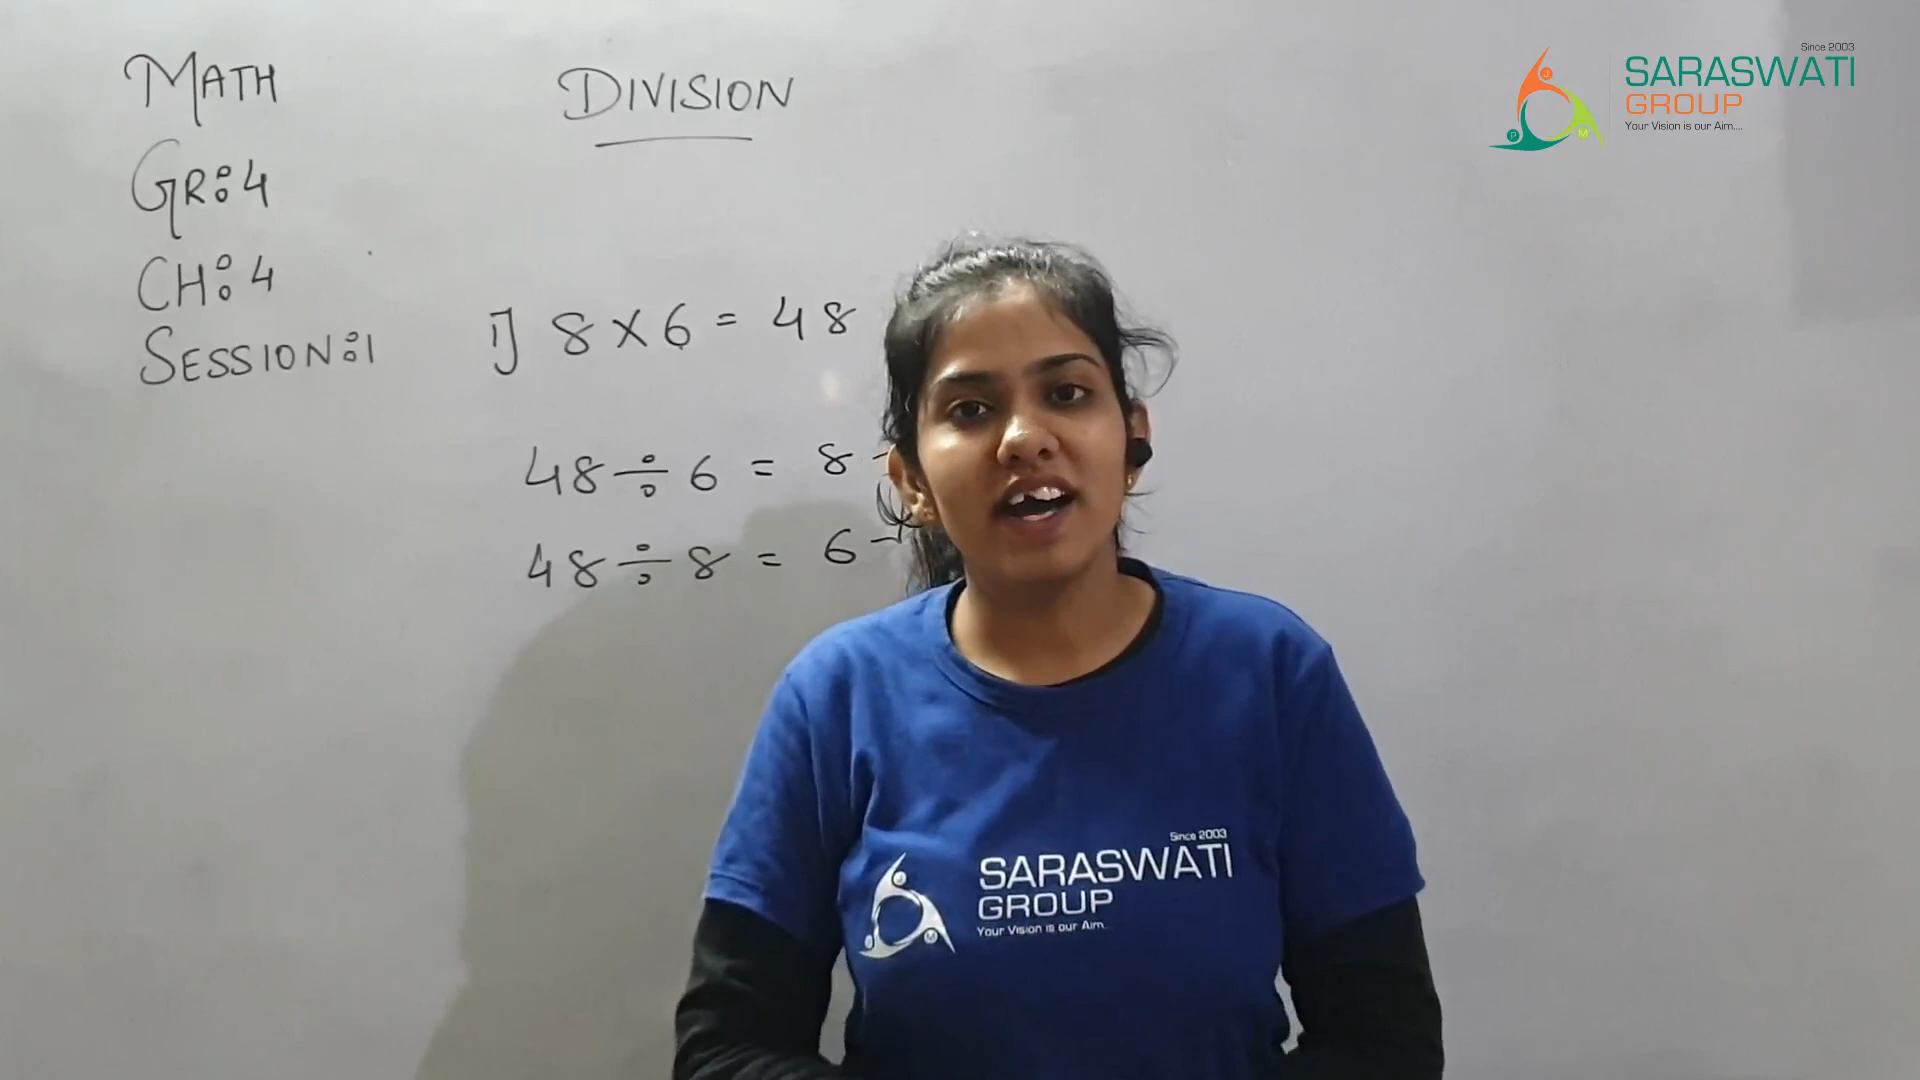 MATH
GR:4
CH:4
SESSION:1
DIVISION
1] 8 X 6 = 48
48 ÷ 6 = 8
48 ÷ 8 = 6
Since 2003
SARASWATI
GROUP
Your Vision is our Aim....
J
P
M
Since 2003
SARASWATI
GROUP
Your Vision is our Aim..